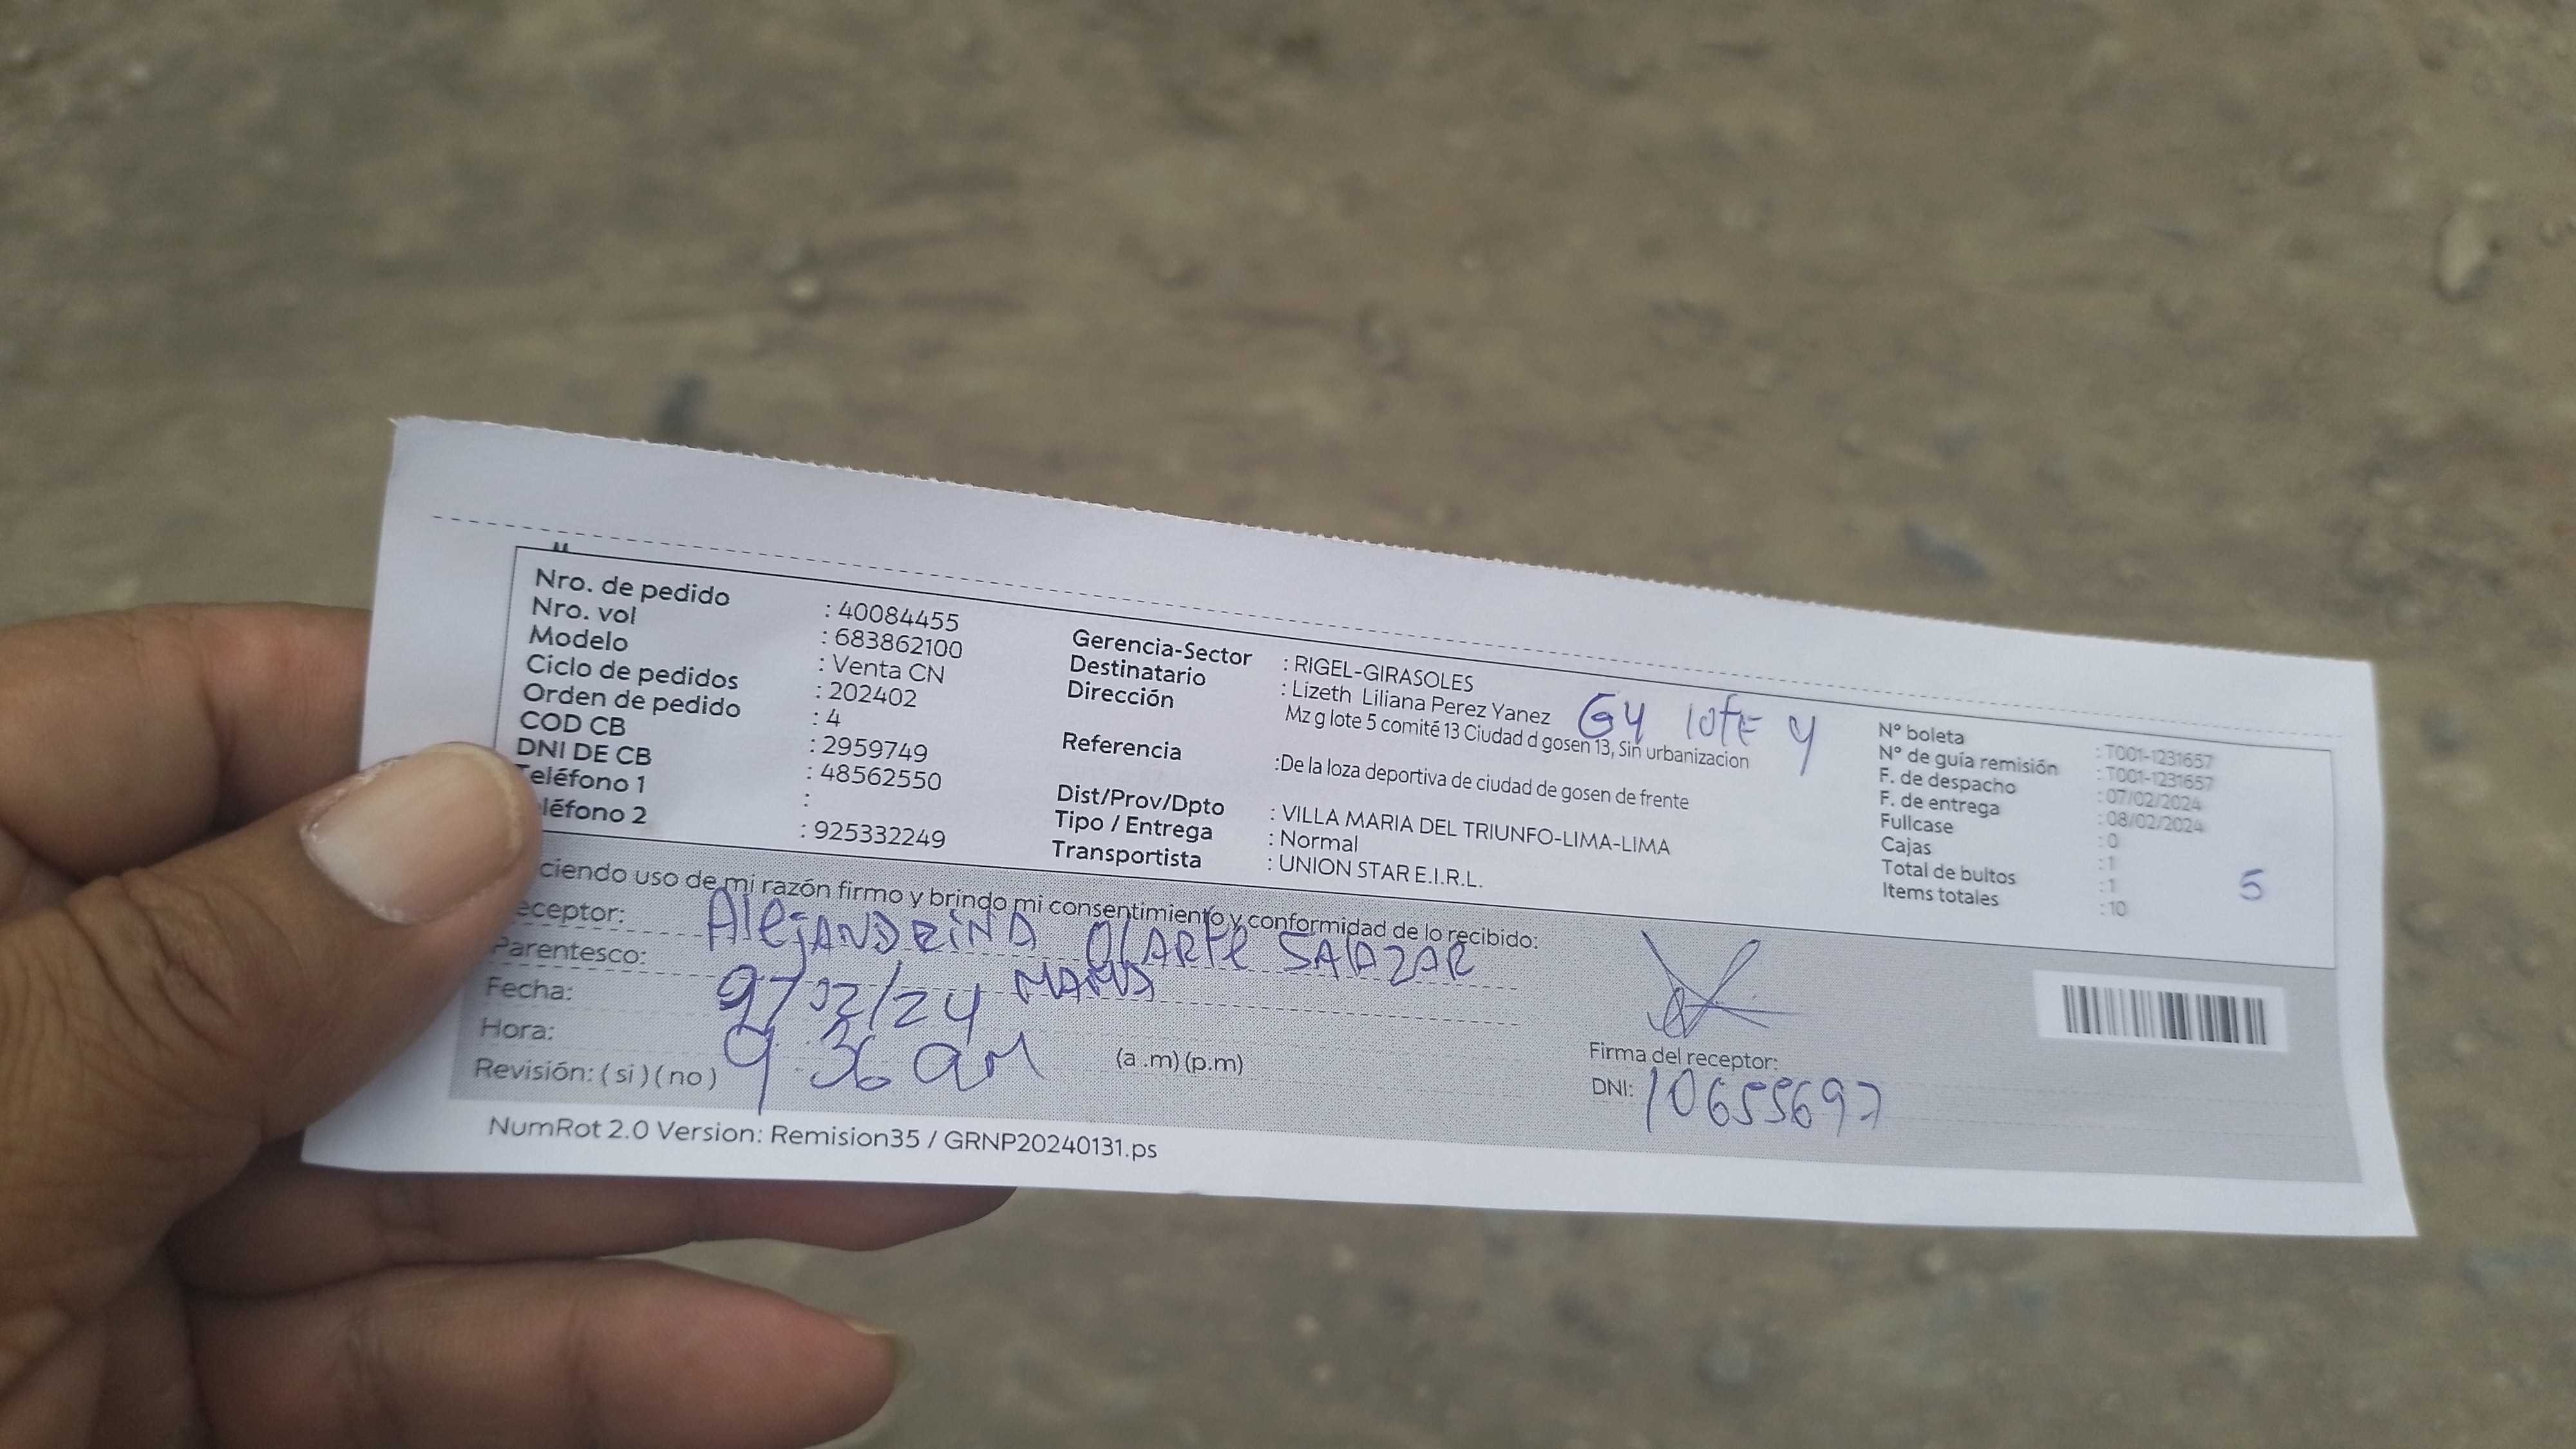 Nro. de pedido : 40084455
Nro. vol : 683862100
Modelo : Venta CN
Ciclo de pedidos : 202402
Orden de pedido : 4
COD CB : 2959749
DNI DE CB : 48562550
Teléfono 1 :
léfono 2 : 925332249
Gerencia-Sector : RIGEL-GIRASOLES
Destinatario : Lizeth Liliana Perez Yanez
G4 lote 4
Dirección Mz g lote 5 comité 13 Ciudad d gosen 13, Sin urbanizacion
Referencia :De la loza deportiva de ciudad de gosen de frente
Dist/Prov/Dpto : VILLA MARIA DEL TRIUNFO-LIMA-LIMA
Tipo / Entrega : Normal
Transportista : UNION STAR E.I.R.L.
N° boleta : T001-1231657
N° de guía remisión : T001-1231657
F. de despacho : 07/02/2024
F. de entrega : 08/02/2024
Fullcase : 0
Cajas : 1
Total de bultos : 1
Items totales : 10
5
ciendo uso de mi razón firmo y brindo mi consentimiento y conformidad de lo recibido:
eceptor: AlejANDRiNA OlARTE SAlAZAR
Parentesco: MAMA
Fecha: 9/02/24
Hora: 9 36 am (a .m) (p.m)
Revisión: ( si ) ( no )
Firma del receptor:
DNI: 10655697
NumRot 2.0 Version: Remision35 / GRNP20240131.ps